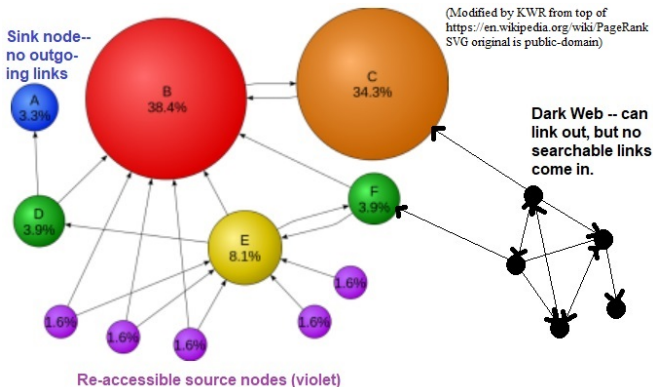 Sink node--
no outgo-
ing links
(Modified by KWR from top of
https://en.wikipedia.org/wiki/PageRank
SVG original is public-domain)
B
38.4%
C
34.3%
A
3.3%
Dark Web -- can
link out, but no
searchable links
come in.
D
3.9%
E
8.1%
F
3.9%
1.6%
1.6%
1.6%
1.6%
1.6%
Re-accessible source nodes (violet)